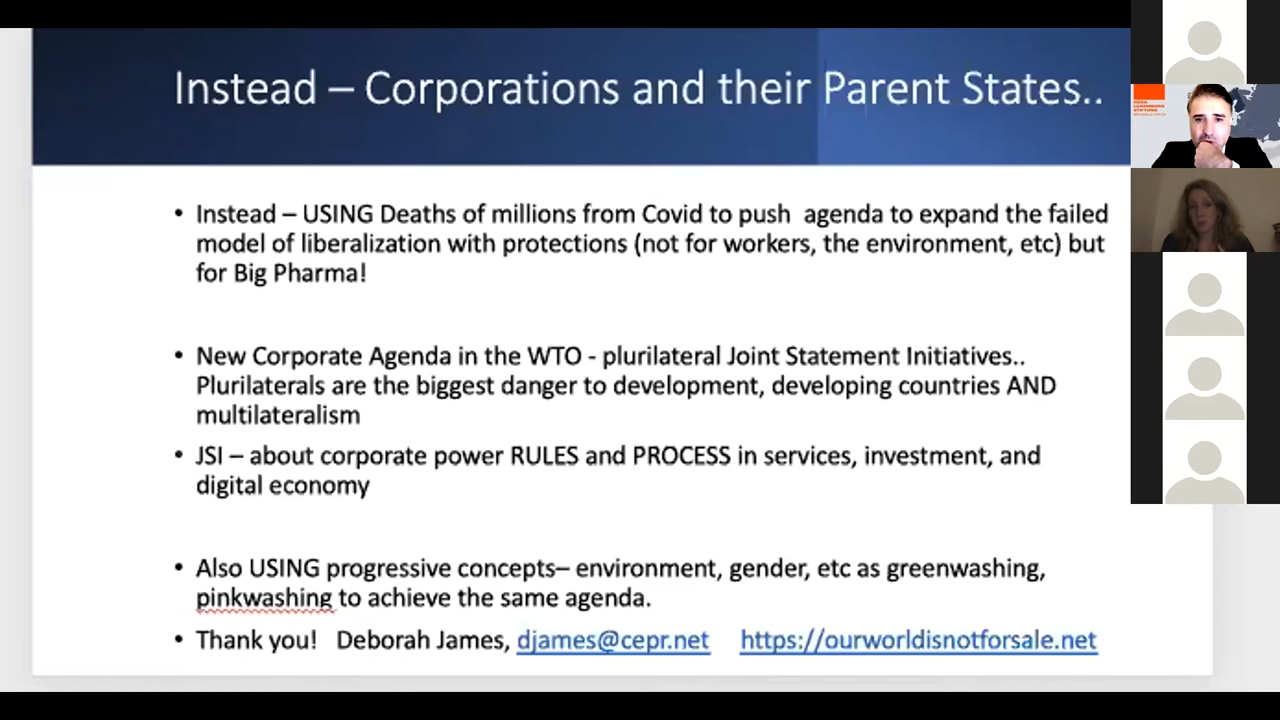 Instead – Corporations and their Parent States..
• Instead – USING Deaths of millions from Covid to push  agenda to expand the failed
model of liberalization with protections (not for workers, the environment, etc) but
for Big Pharma!
• New Corporate Agenda in the WTO - plurilateral Joint Statement Initiatives..
Plurilaterals are the biggest danger to development, developing countries AND
multilateralism
• JSI – about corporate power RULES and PROCESS in services, investment, and
digital economy
• Also USING progressive concepts– environment, gender, etc as greenwashing,
pinkwashing to achieve the same agenda.
• Thank you!   Deborah James, djames@cepr.net    https://ourworldisnotforsale.net
ROSA
LUXEMBURG
STIFTUNG